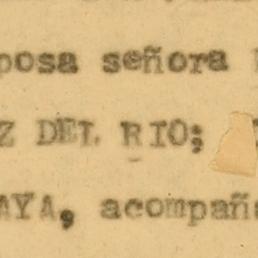 posa señora
Z DEL RIO;
AYA, acompañ